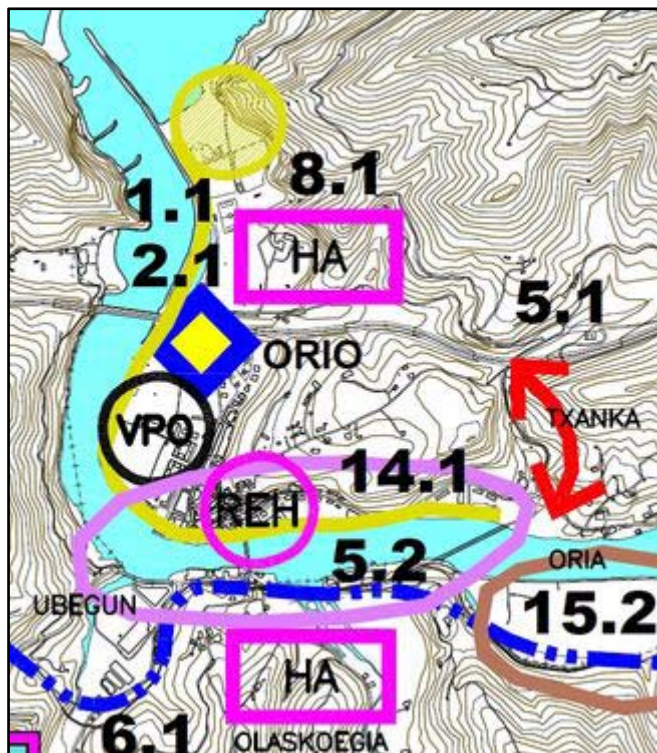 8.1
1.1
HA
2.1
5.1
ORIO
TXANKA
VPO
14.1
REH
5.2
ORIA
UBEGUN
15.2
HA
6.1
OLASKOEGIA